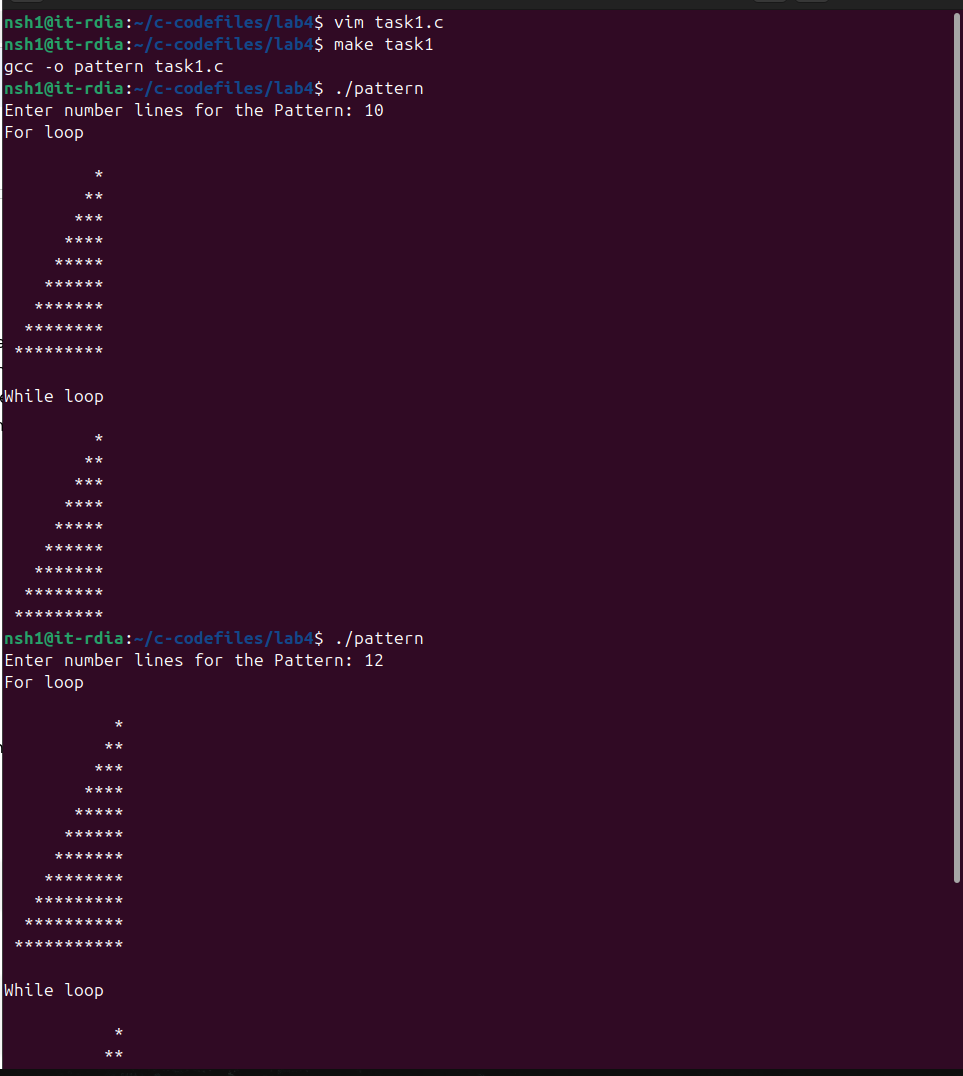 nsh1@it-rdia:~/c-codefiles/lab4$ vim task1.c
nsh1@it-rdia:~/c-codefiles/lab4$ make task1
gcc -o pattern task1.c
nsh1@it-rdia:~/c-codefiles/lab4$ ./pattern
Enter number lines for the Pattern: 10
For loop

         *
        **
       ***
      ****
     *****
    ******
   *******
  ********
 *********

While loop

         *
        **
       ***
      ****
     *****
    ******
   *******
  ********
 *********
nsh1@it-rdia:~/c-codefiles/lab4$ ./pattern
Enter number lines for the Pattern: 12
For loop

           *
          **
         ***
        ****
       *****
      ******
     *******
    ********
   *********
  **********
 ***********

While loop

           *
          **